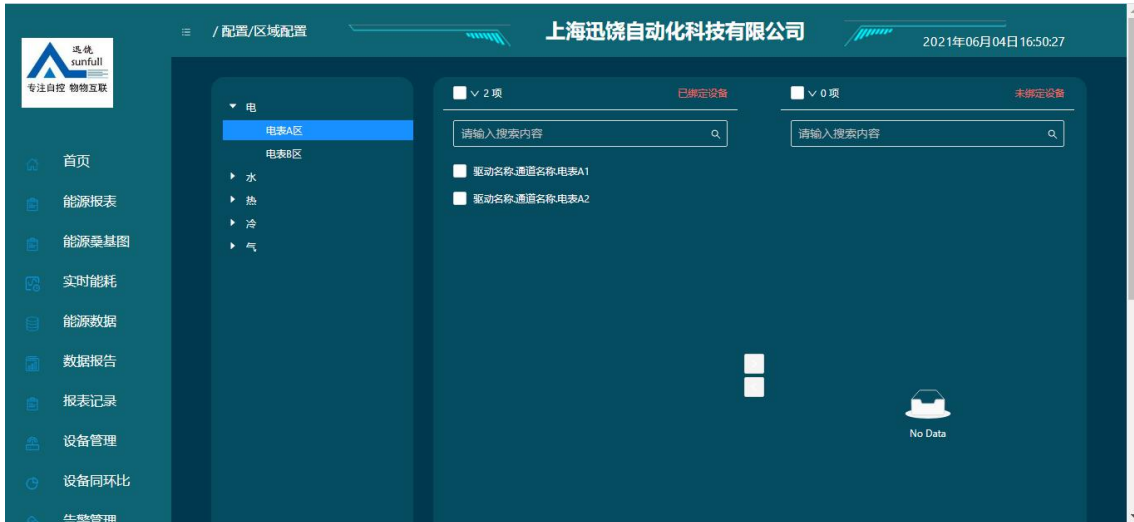 迅饶
sunfull
专注自控 物物互联
/ 配置/区域配置
上海迅饶自动化科技有限公司
2021年06月04日16:50:27
首页
能源报表
能源桑基图
实时能耗
能源数据
数据报告
报表记录
设备管理
设备同环比
告警管理
电
电表A区
电表B区
水
热
冷
气
2 项
已绑定设备
请输入搜索内容
驱动名称.通道名称.电表A1
驱动名称.通道名称.电表A2
0 项
未绑定设备
请输入搜索内容
No Data